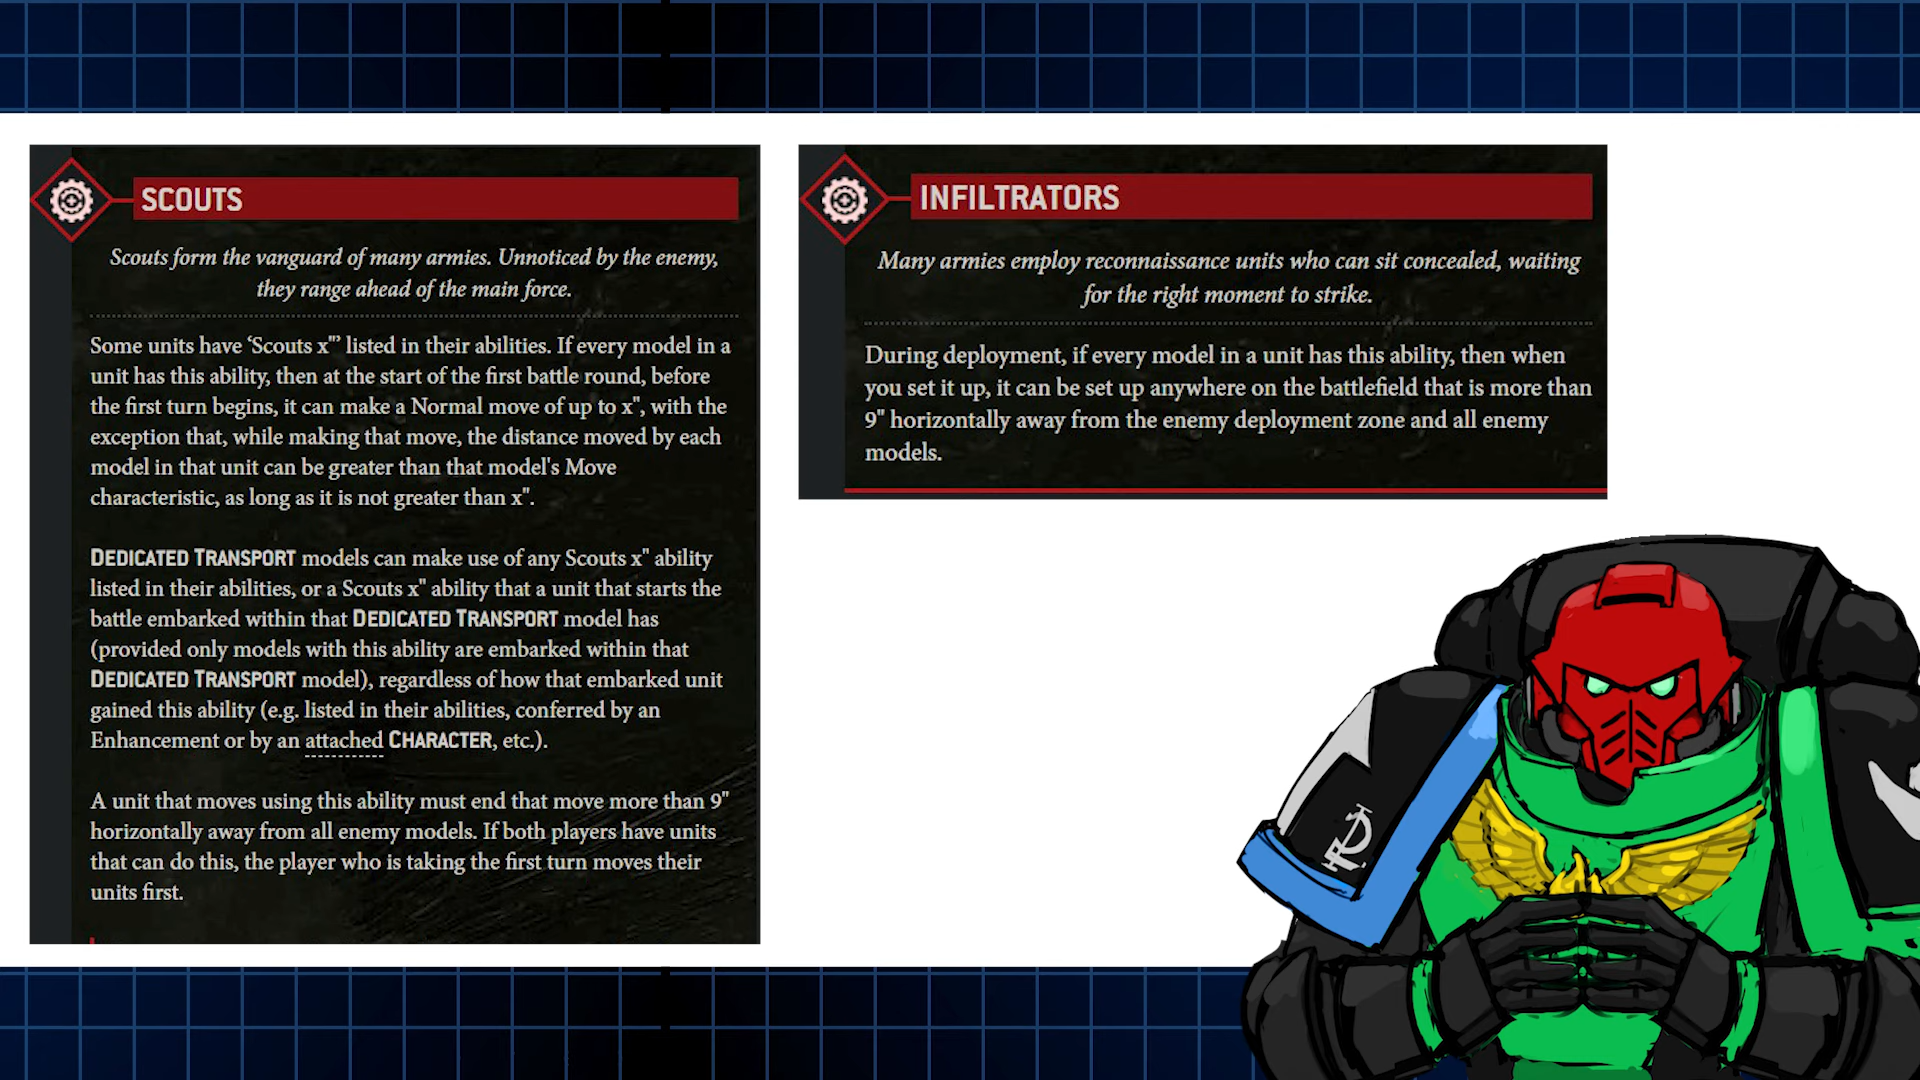 SCOUTS
Scouts form the vanguard of many armies. Unnoticed by the enemy,
they range ahead of the main force.
Some units have ‘Scouts x"’ listed in their abilities. If every model in a
unit has this ability, then at the start of the first battle round, before
the first turn begins, it can make a Normal move of up to x", with the
exception that, while making that move, the distance moved by each
model in that unit can be greater than that model's Move
characteristic, as long as it is not greater than x".
DEDICATED TRANSPORT models can make use of any Scouts x" ability
listed in their abilities, or a Scouts x" ability that a unit that starts the
battle embarked within that DEDICATED TRANSPORT model has
(provided only models with this ability are embarked within that
DEDICATED TRANSPORT model), regardless of how that embarked unit
gained this ability (e.g. listed in their abilities, conferred by an
Enhancement or by an attached CHARACTER, etc.).
A unit that moves using this ability must end that move more than 9"
horizontally away from all enemy models. If both players have units
that can do this, the player who is taking the first turn moves their
units first.
INFILTRATORS
Many armies employ reconnaissance units who can sit concealed, waiting
for the right moment to strike.
During deployment, if every model in a unit has this ability, then when
you set it up, it can be set up anywhere on the battlefield that is more than
9" horizontally away from the enemy deployment zone and all enemy
models.